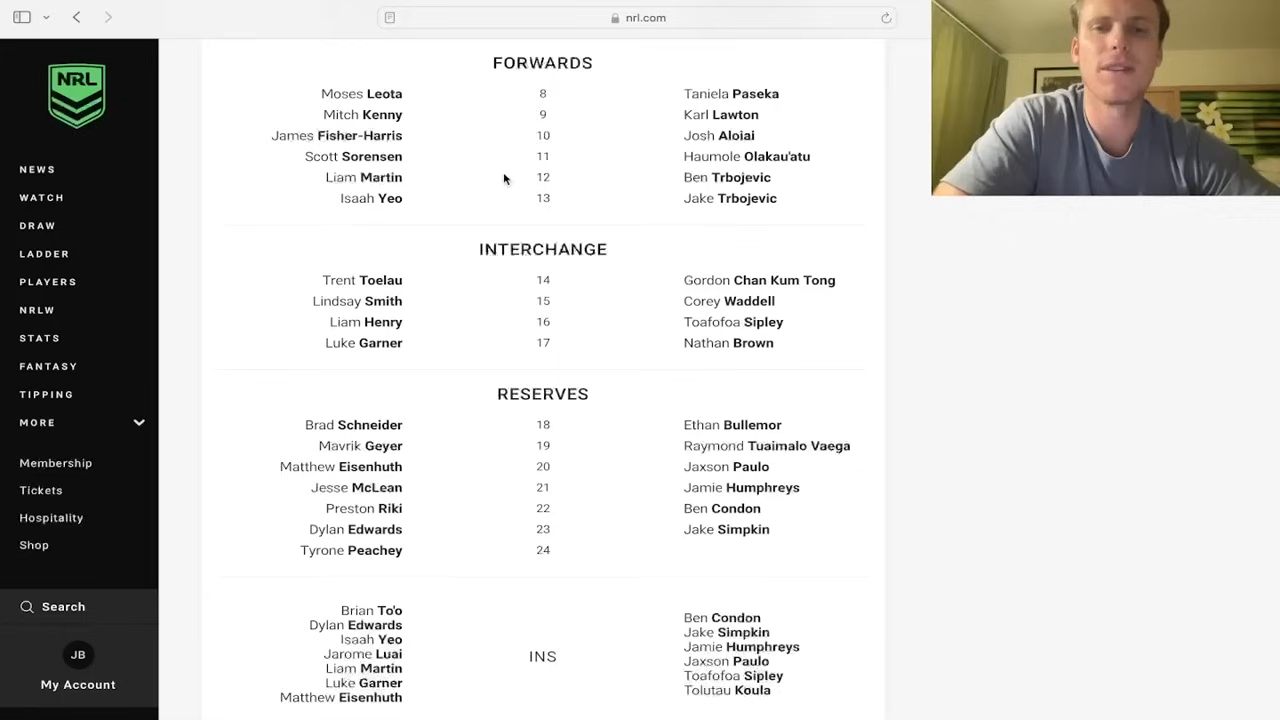 nrl.com
NRL
NEWS
WATCH
DRAW
LADDER
PLAYERS
NRLW
STATS
FANTASY
TIPPING
MORE
Membership
Tickets
Hospitality
Shop
Search
JB
My Account
FORWARDS
Moses Leota 8 Taniela Paseka
Mitch Kenny 9 Karl Lawton
James Fisher-Harris 10 Josh Aloiai
Scott Sorensen 11 Haumole Olakau'atu
Liam Martin 12 Ben Trbojevic
Isaah Yeo 13 Jake Trbojevic
INTERCHANGE
Trent Toelau 14 Gordon Chan Kum Tong
Lindsay Smith 15 Corey Waddell
Liam Henry 16 Toafofoa Sipley
Luke Garner 17 Nathan Brown
RESERVES
Brad Schneider 18 Ethan Bullemor
Mavrik Geyer 19 Raymond Tuaimalo Vaega
Matthew Eisenhuth 20 Jaxson Paulo
Jesse McLean 21 Jamie Humphreys
Preston Riki 22 Ben Condon
Dylan Edwards 23 Jake Simpkin
Tyrone Peachey 24
Brian To'o
Dylan Edwards
Isaah Yeo
Jarome Luai
Liam Martin
Luke Garner
Matthew Eisenhuth
INS
Ben Condon
Jake Simpkin
Jamie Humphreys
Jaxson Paulo
Toafofoa Sipley
Tolutau Koula